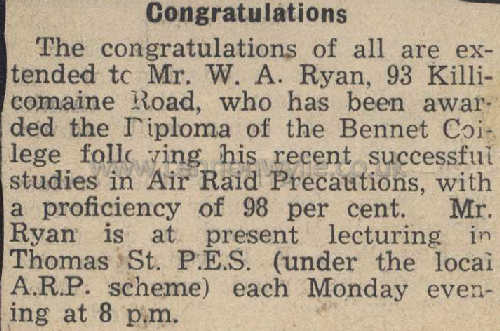 Congratulations
The congratulations of all are ex-
tended to Mr. W. A. Ryan, 93 Killi-
comaine Road, who has been awar-
ded the Diploma of the Bennet Col-
lege following his recent successful
studies in Air Raid Precautions, with
a proficiency of 98 per cent. Mr.
Ryan is at present lecturing in
Thomas St. P.E.S. (under the local
A.R.P. scheme) each Monday even-
ing at 8 p.m.